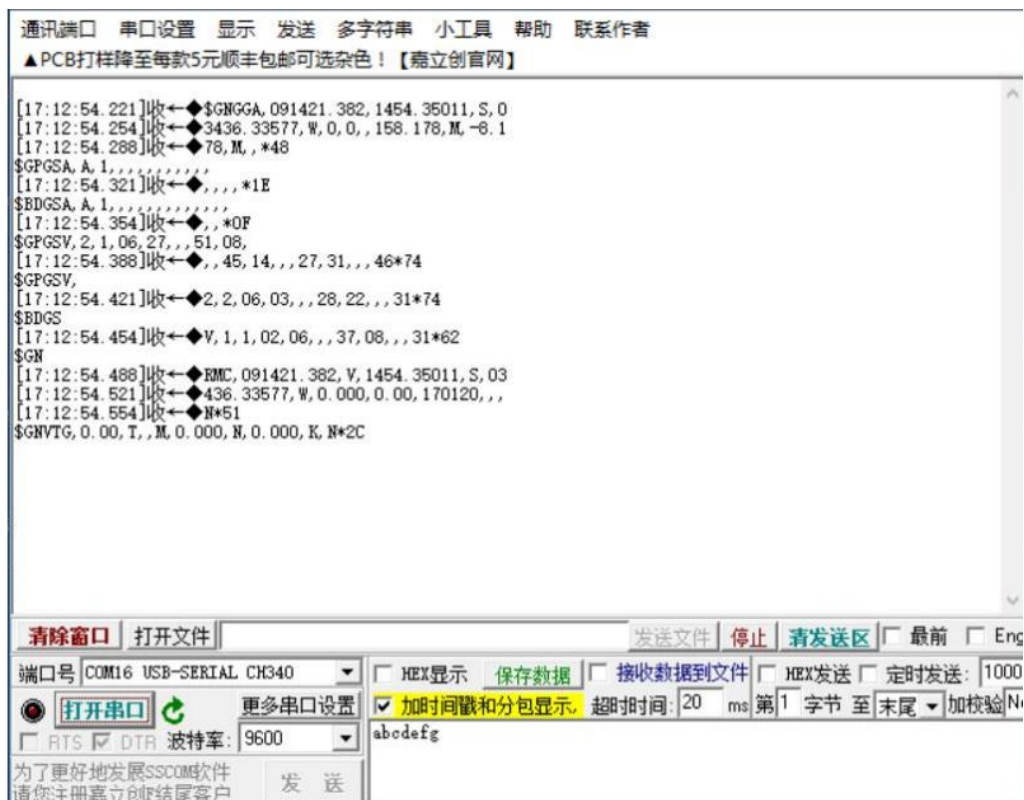 通讯端口 串口设置 显示 发送 多字符串 小工具 帮助 联系作者
▲PCB打样降至每款5元顺丰包邮可选杂色！【嘉立创官网】
[17:12:54.221]收←◆$GNGGA,091421.382,1454.35011,S,0
[17:12:54.254]收←◆3436.33577,W,0,0,,158.178,M,-8.1
[17:12:54.288]收←◆78,M,,*48
$GPGSA,A,1,,,,,,,,,,,
[17:12:54.321]收←◆,,,,*1E
$BDGSA,A,1,,,,,,,,,,,,,
[17:12:54.354]收←◆,,*0F
$GPGSV,2,1,06,27,,,51,08,
[17:12:54.388]收←◆,,45,14,,,27,31,,,46*74
$GPGSV,
[17:12:54.421]收←◆2,2,06,03,,,28,22,,,31*74
$BDGS
[17:12:54.454]收←◆V,1,1,02,06,,,37,08,,,31*62
$GN
[17:12:54.488]收←◆RMC,091421.382,V,1454.35011,S,03
[17:12:54.521]收←◆436.33577,W,0.000,0.00,170120,,,
[17:12:54.554]收←◆N*51
$GNVTG,0.00,T,,M,0.000,N,0.000,K,N*2C
清除窗口 打开文件 发送文件 停止 清发送区 最前 Eng
端口号 COM16 USB-SERIAL CH340 HEX显示 保存数据 接收数据到文件 HEX发送 定时发送: 1000
打开串口 更多串口设置 加时间戳和分包显示, 超时时间: 20 ms 第1 字节 至 末尾 加校验
RTS DTR 波特率: 9600 abcdefg
为了更好地发展SSCOM软件
请您注册嘉立创F结尾客户
发 送